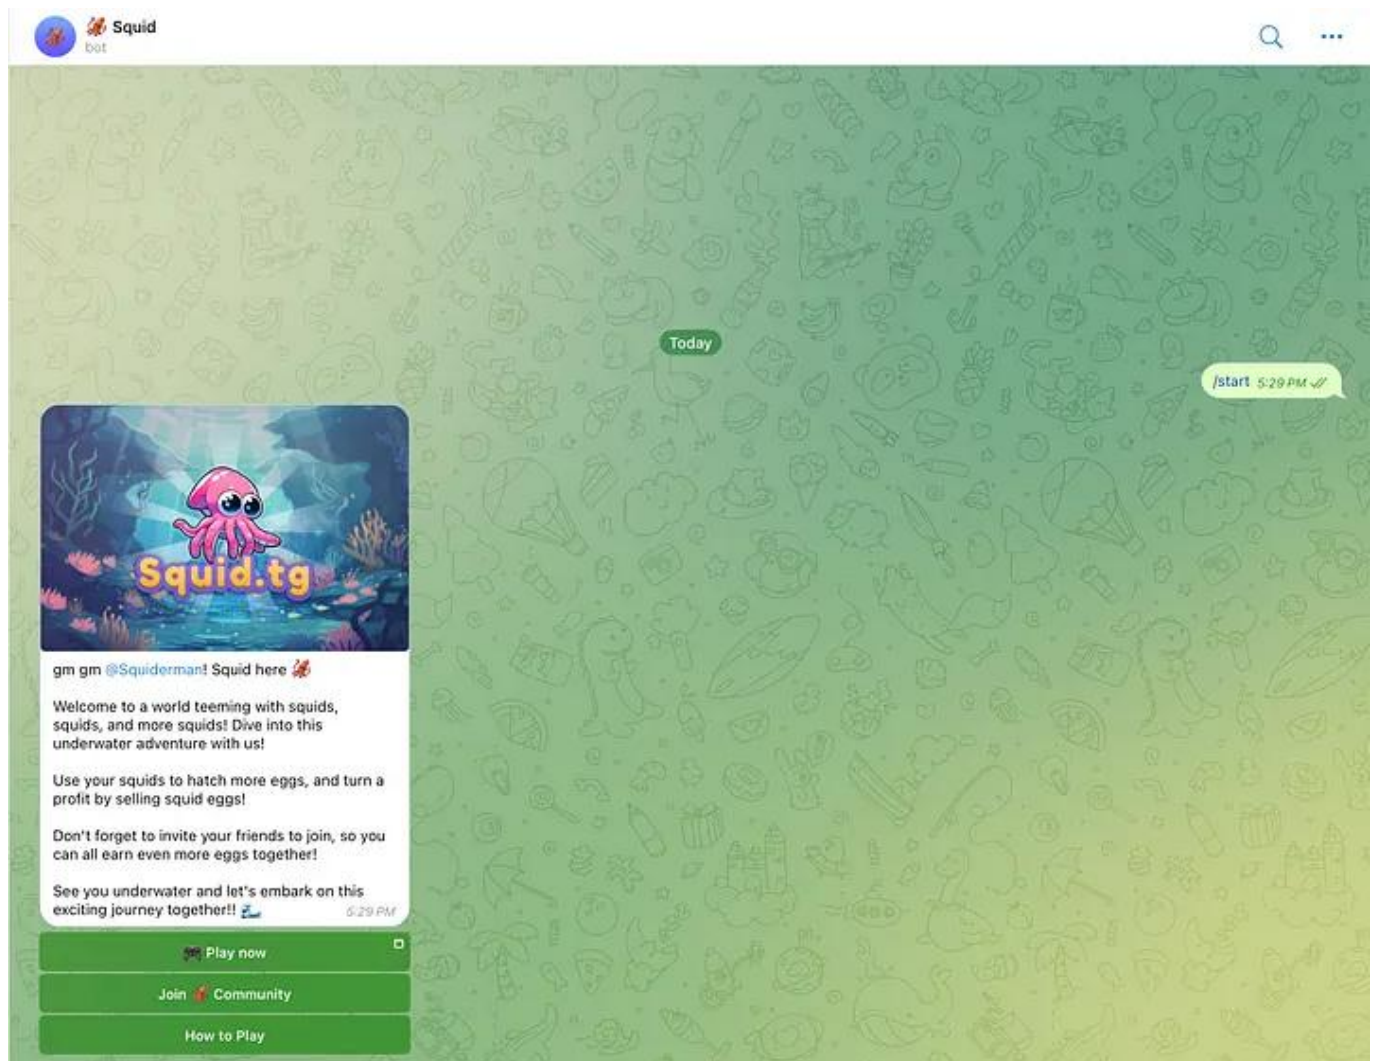 🦑 Squid
bot
Today
/start 5:29 PM
Squid.tg
gm gm @Squiderman! Squid here 🦑
Welcome to a world teeming with squids,
squids, and more squids! Dive into this
underwater adventure with us!
Use your squids to hatch more eggs, and turn a
profit by selling squid eggs!
Don't forget to invite your friends to join, so you
can all earn even more eggs together!
See you underwater and let's embark on this
exciting journey together!! 🌊 5:29 PM
🎮 Play now
Join 🦑 Community
How to Play